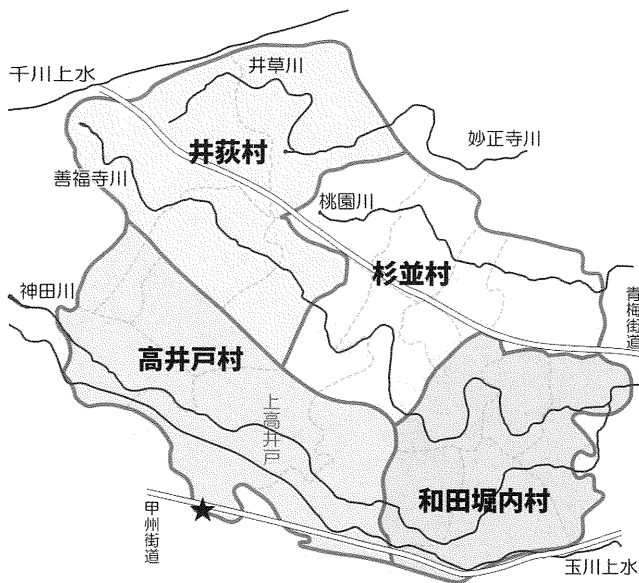 千川上水
井草川
妙正寺川
井荻村
善福寺川
桃園川
杉並村
神田川
青梅街道
高井戸村
上高井戸
和田堀内村
甲州街道
玉川上水